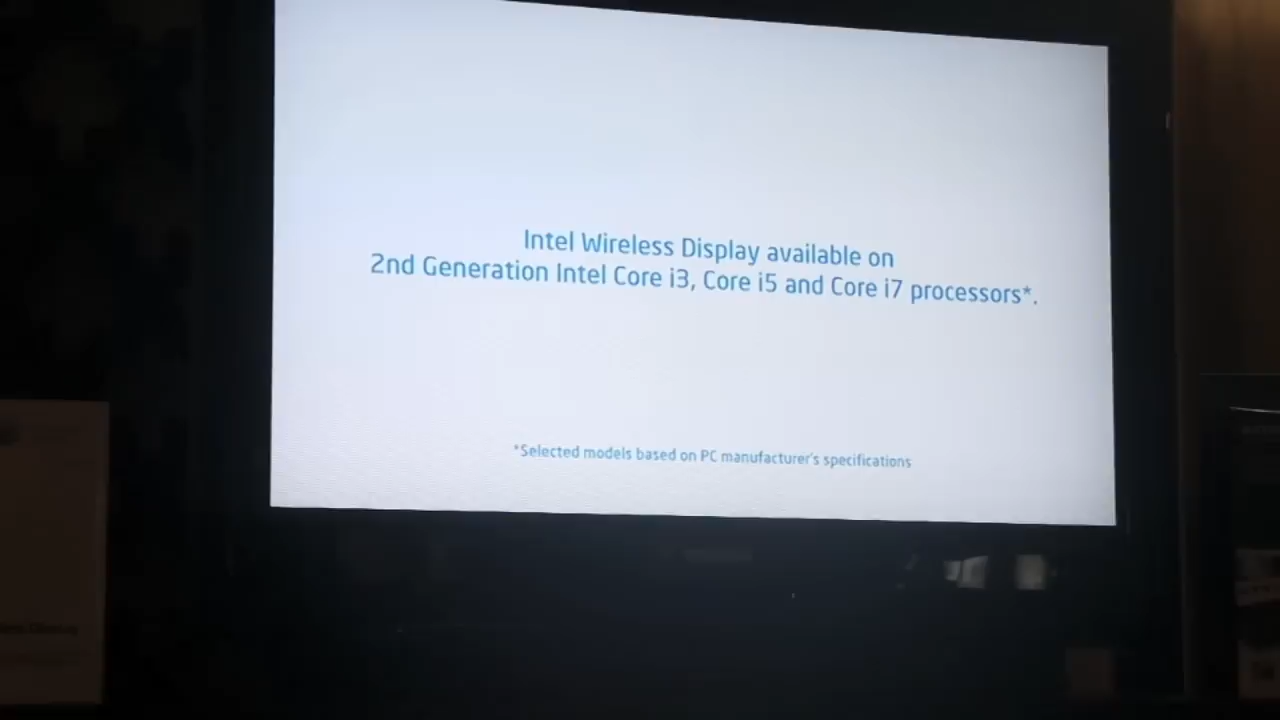 Intel Wireless Display available on
2nd Generation Intel Core i3, Core i5 and Core i7 processors*.
*Selected models based on PC manufacturer's specifications